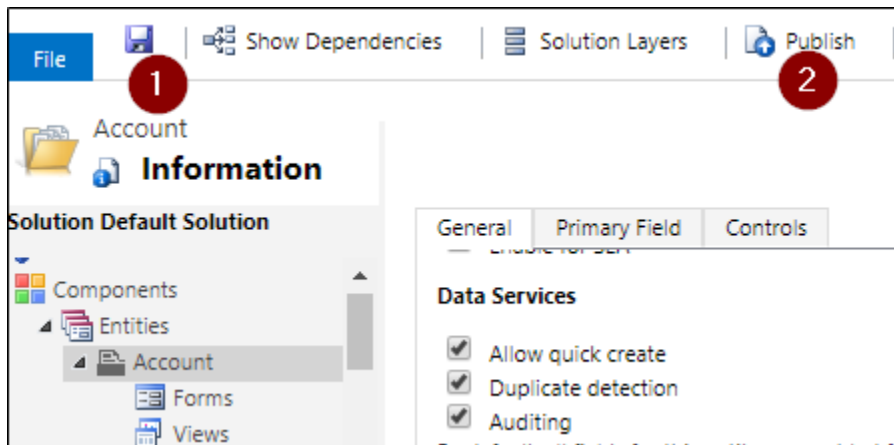 File
Show Dependencies
Solution Layers
Publish
1
2
Account
Information
Solution Default Solution
General
Primary Field
Controls
Components
Data Services
Entities
Account
Allow quick create
Forms
Duplicate detection
Views
Auditing